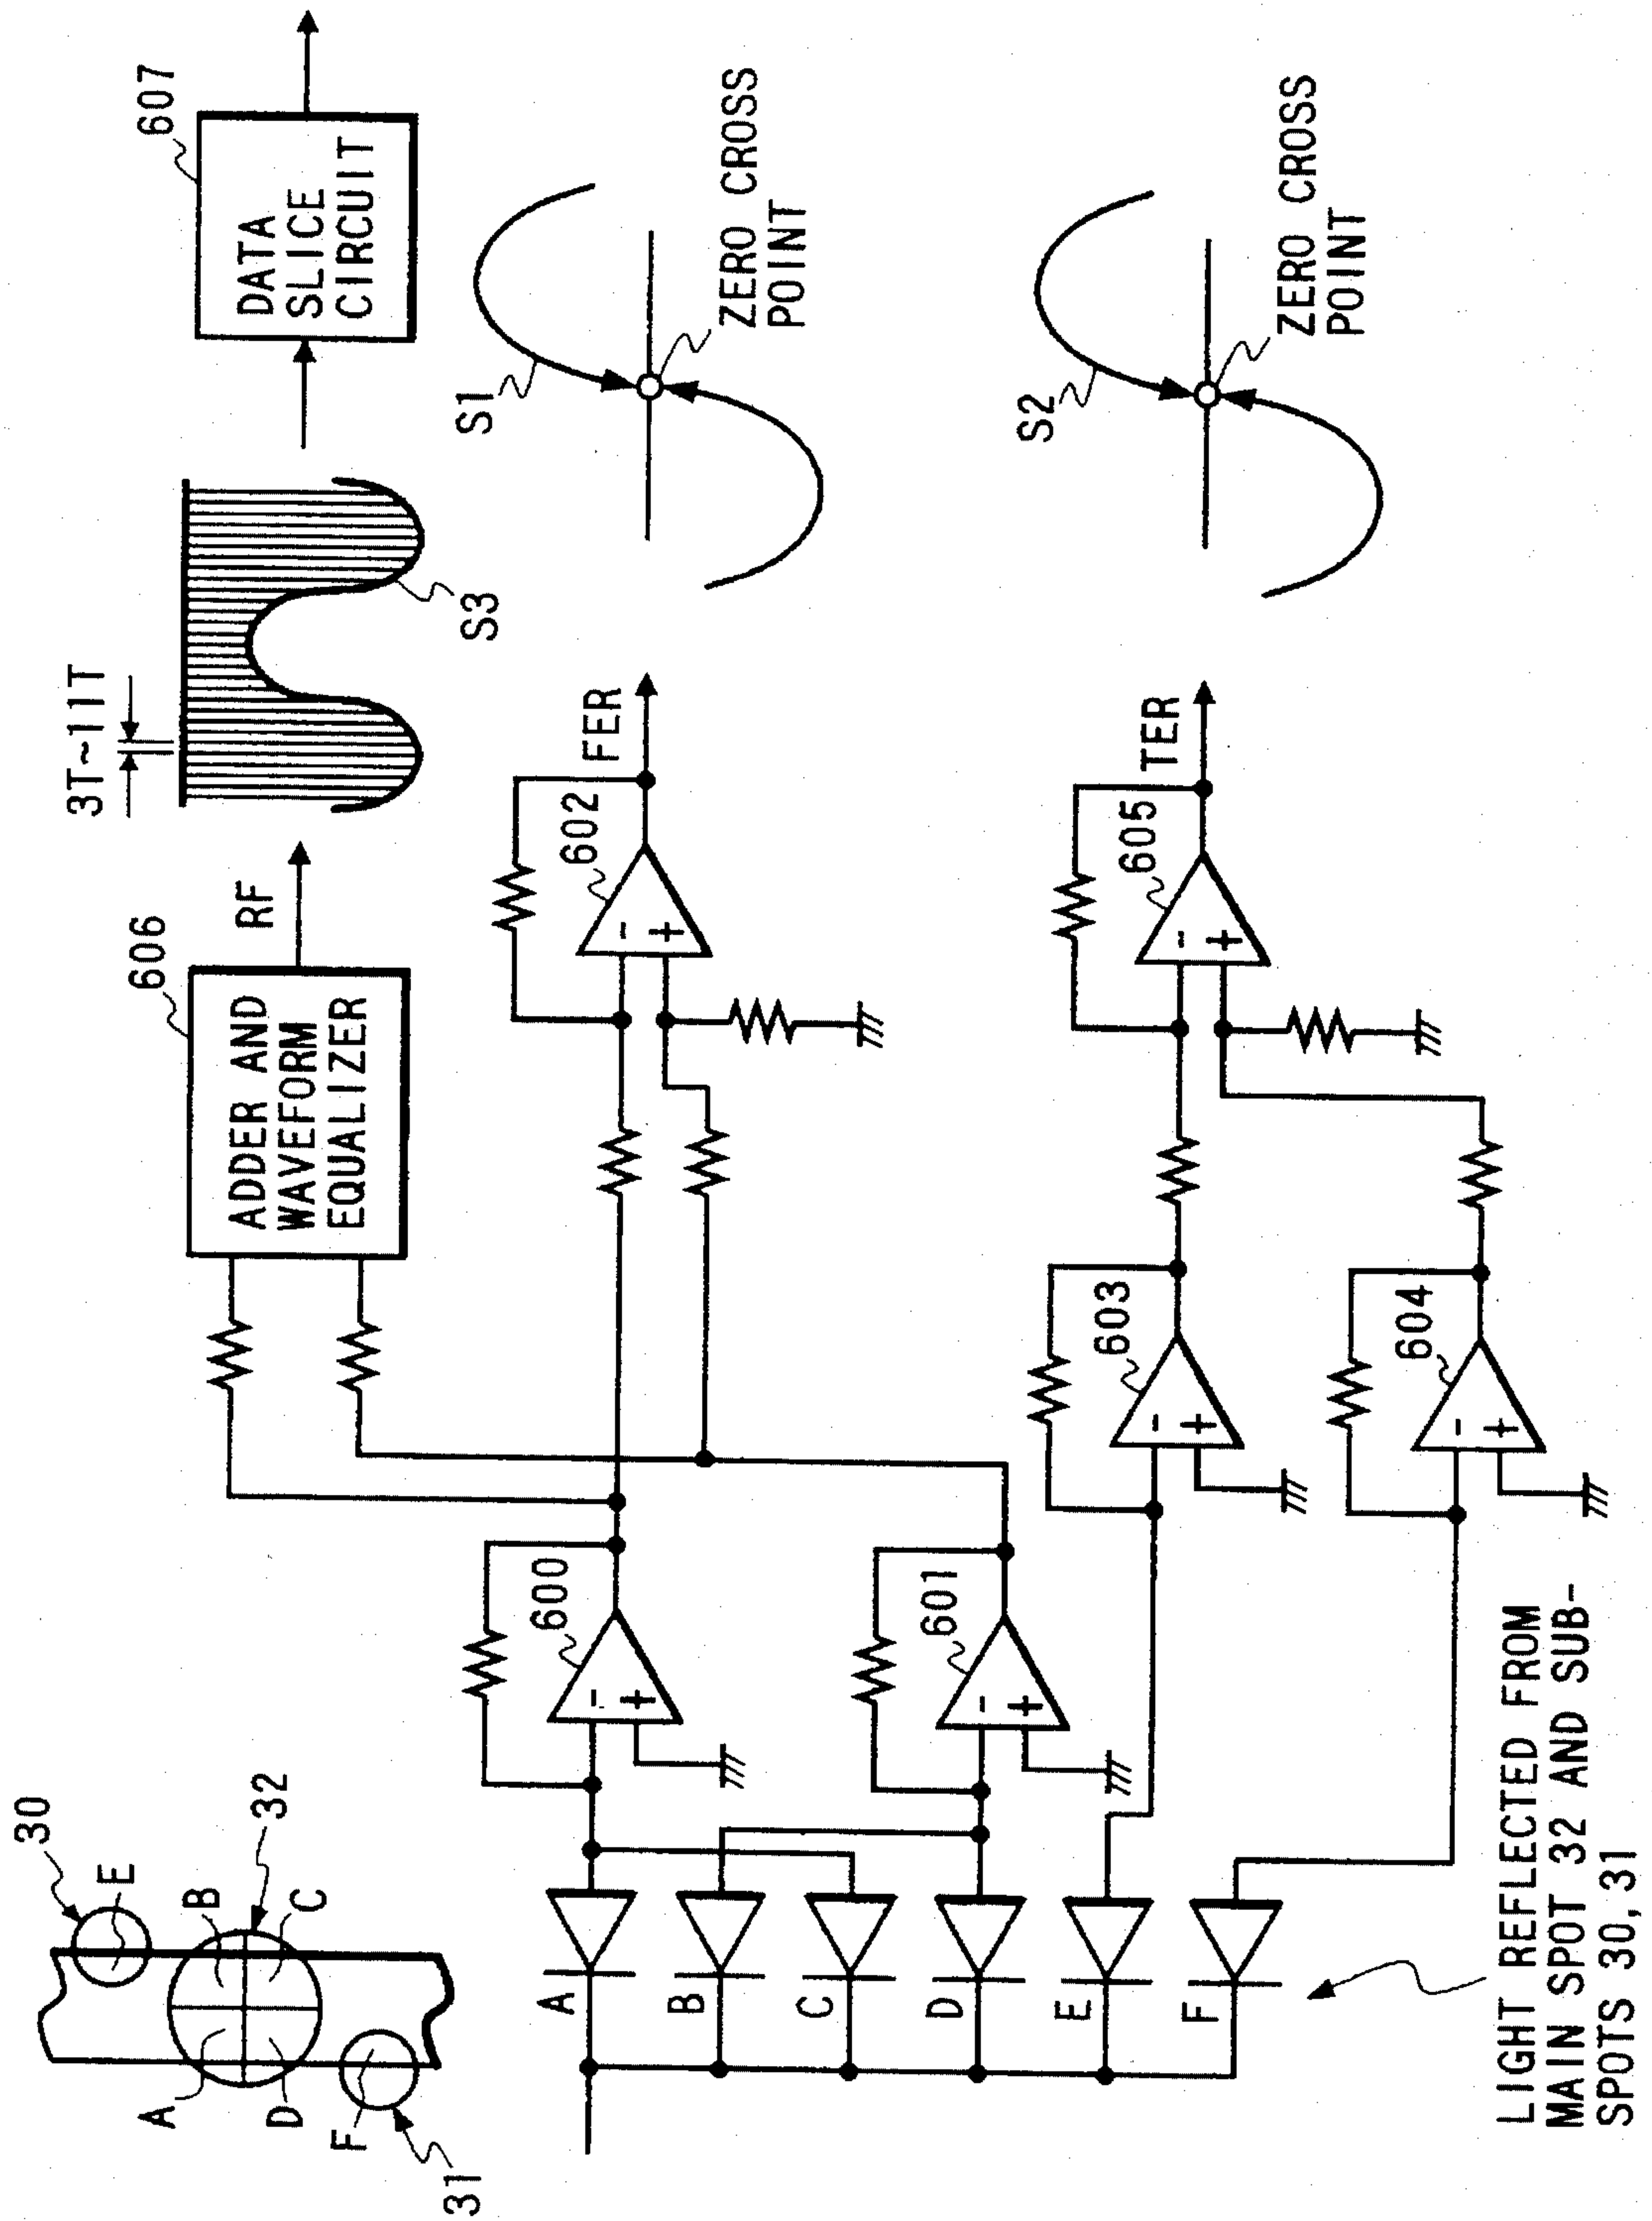 30
E
B
32
A
C
D
F
31
606
ADDER AND
WAVEFORM
EQUALIZER
RF
3T~11T
S3
607
DATA
SLICE
CIRCUIT
A
B
C
D
E
F
600
-
+
601
-
+
602
-
+
FER
S1
ZERO CROSS
POINT
603
-
+
604
-
+
605
-
+
TER
S2
ZERO CROSS
POINT
LIGHT REFLECTED FROM
MAIN SPOT 32 AND SUB-
SPOTS 30,31